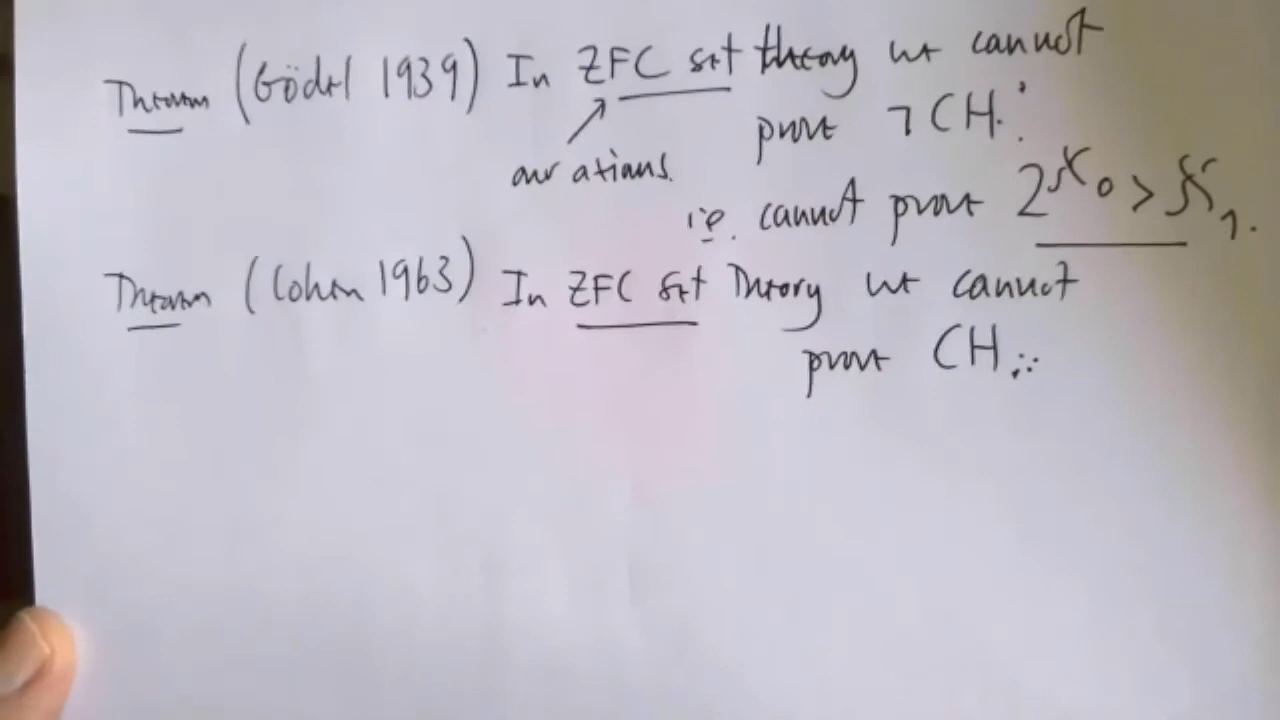 Theorem (Gödel 1939) In ZFC set theory we cannot
prove ¬CH.
our axioms.
i.e. cannot prove 2^ℵ₀ > ℵ₁.
Theorem (Cohen 1963) In ZFC set Theory we cannot
prove CH